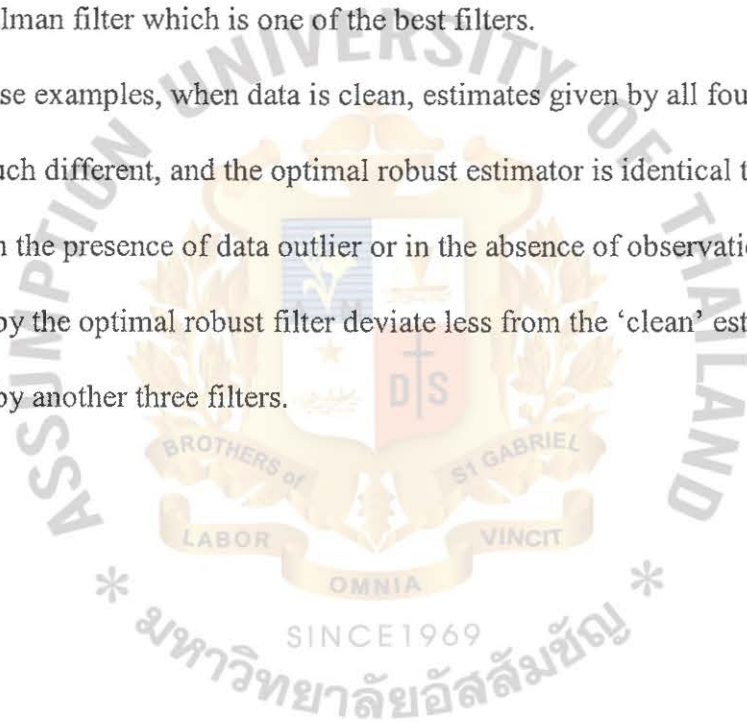 lman filter which is one of the best filters.
se examples, when data is clean, estimates given by all fou
uch different, and the optimal robust estimator is identical t
n the presence of data outlier or in the absence of observatio
by the optimal robust filter deviate less from the ‘clean’ est
by another three filters.
ASSUMPTION UNIVERSITY OF THAILAND
A M
D S
BROTHERS of ST GABRIEL
LABOR
OMNIA
VINCIT
SINCE1969
* มหาวิทยาลัยอัสสัมชัญ *